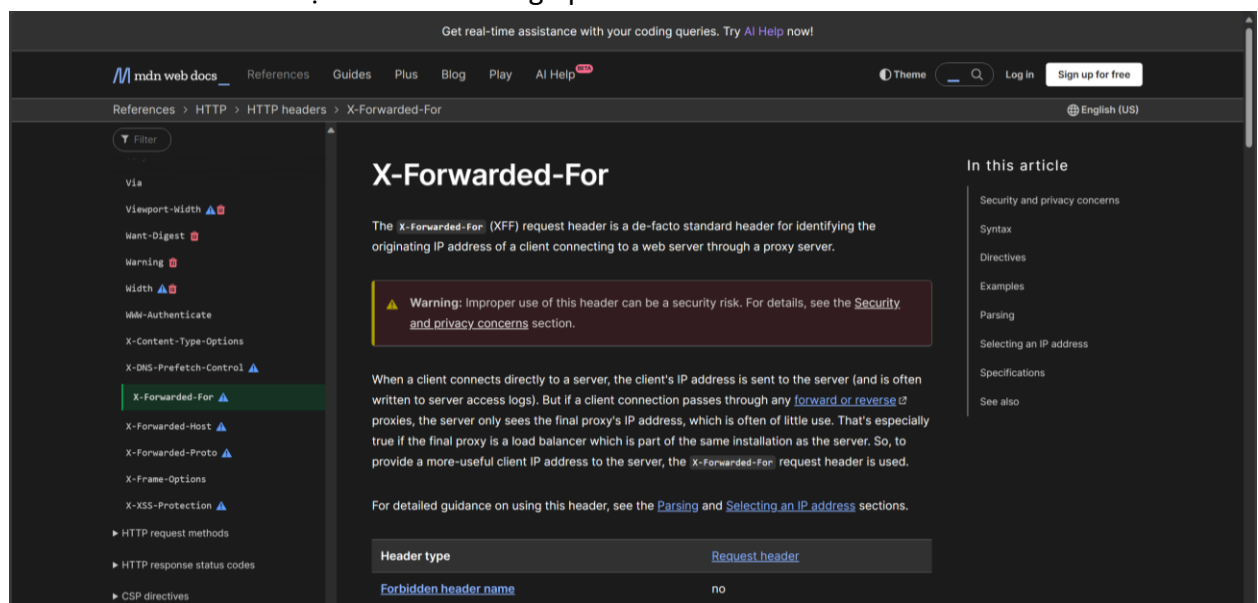 Get real-time assistance with your coding queries. Try AI Help now!
mdn web docs_ References Guides Plus Blog Play AI Help BETA Theme Log in Sign up for free
References > HTTP > HTTP headers > X-Forwarded-For English (US)
Filter
Via
Viewport-Width
Want-Digest
Warning
Width
WWW-Authenticate
X-Content-Type-Options
X-DNS-Prefetch-Control
X-Forwarded-For
X-Forwarded-Host
X-Forwarded-Proto
X-Frame-Options
X-XSS-Protection
HTTP request methods
HTTP response status codes
CSP directives
X-Forwarded-For
The X-Forwarded-For (XFF) request header is a de-facto standard header for identifying the
originating IP address of a client connecting to a web server through a proxy server.
Warning: Improper use of this header can be a security risk. For details, see the Security
and privacy concerns section.
When a client connects directly to a server, the client's IP address is sent to the server (and is often
written to server access logs). But if a client connection passes through any forward or reverse
proxies, the server only sees the final proxy's IP address, which is often of little use. That's especially
true if the final proxy is a load balancer which is part of the same installation as the server. So, to
provide a more-useful client IP address to the server, the X-Forwarded-For request header is used.
For detailed guidance on using this header, see the Parsing and Selecting an IP address sections.
Header type Request header
Forbidden header name no
In this article
Security and privacy concerns
Syntax
Directives
Examples
Parsing
Selecting an IP address
Specifications
See also